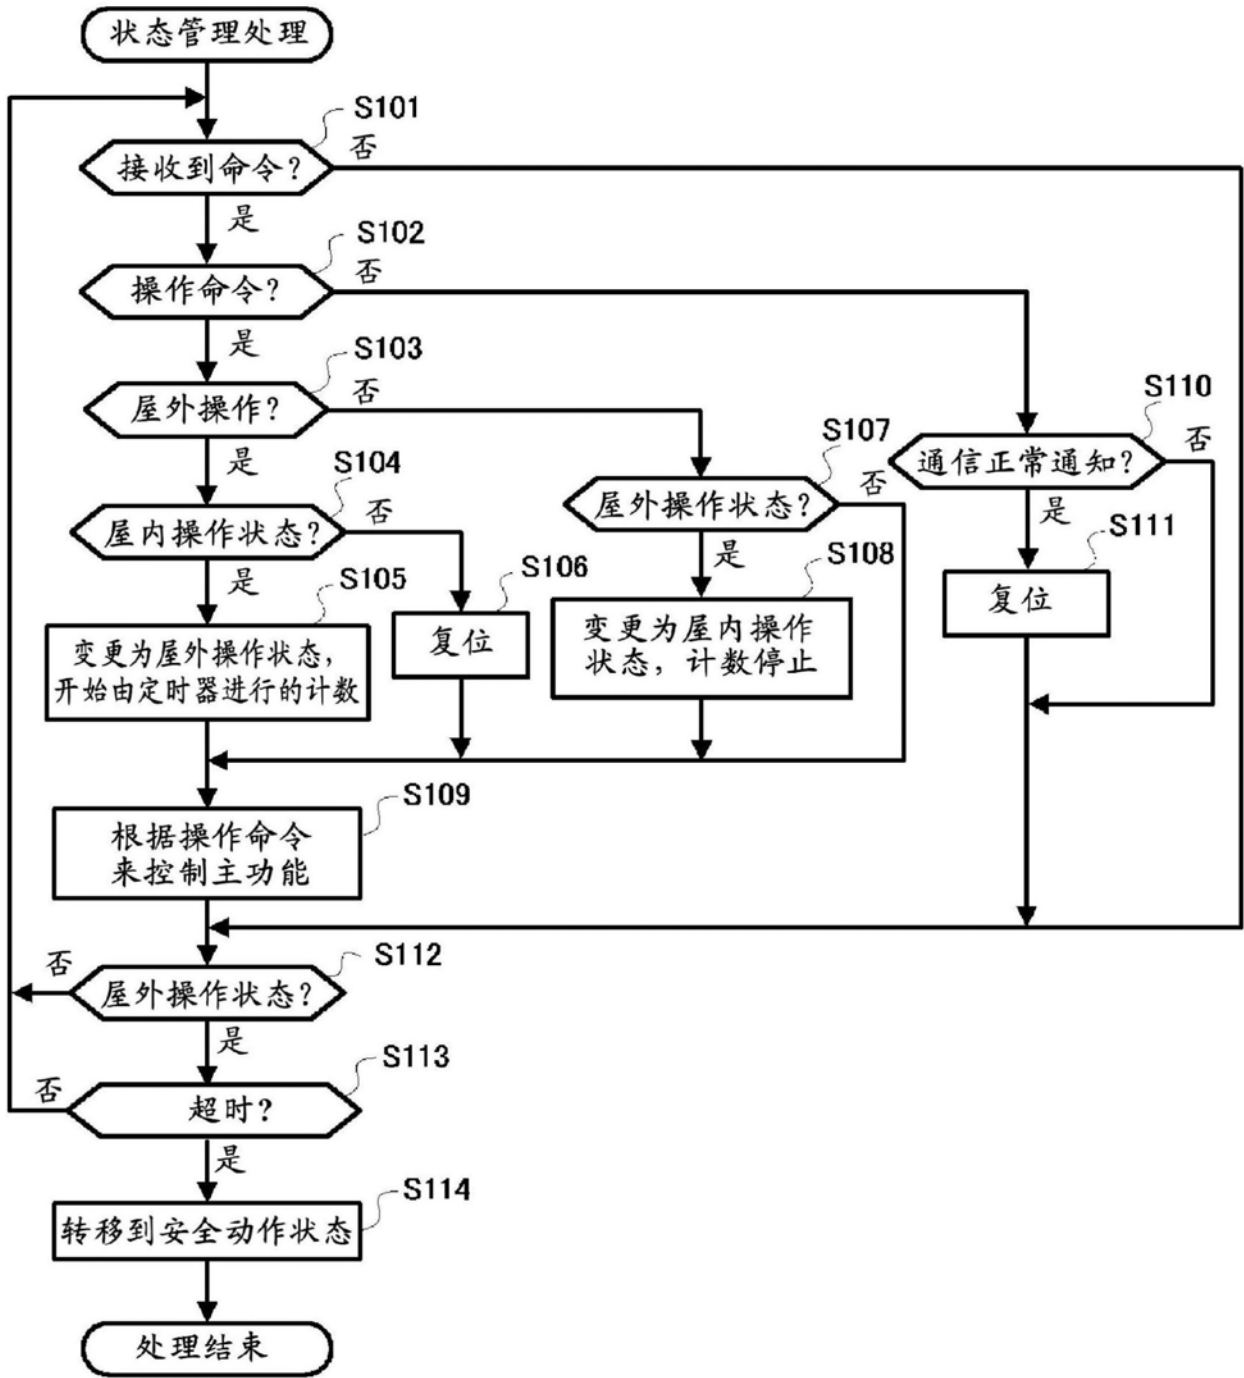 状态管理处理
S101
接收到命令？
否
是
S102
操作命令？
否
是
S103
屋外操作？
否
是
S104
屋内操作状态？
否
是
S105
变更为屋外操作状态，
开始由定时器进行的计数
S106
复位
S107
屋外操作状态？
否
是
S108
变更为屋内操作
状态，计数停止
S110
通信正常通知？
否
是
S111
复位
S109
根据操作命令
来控制主功能
S112
屋外操作状态？
否
是
S113
超时？
否
是
S114
转移到安全动作状态
处理结束